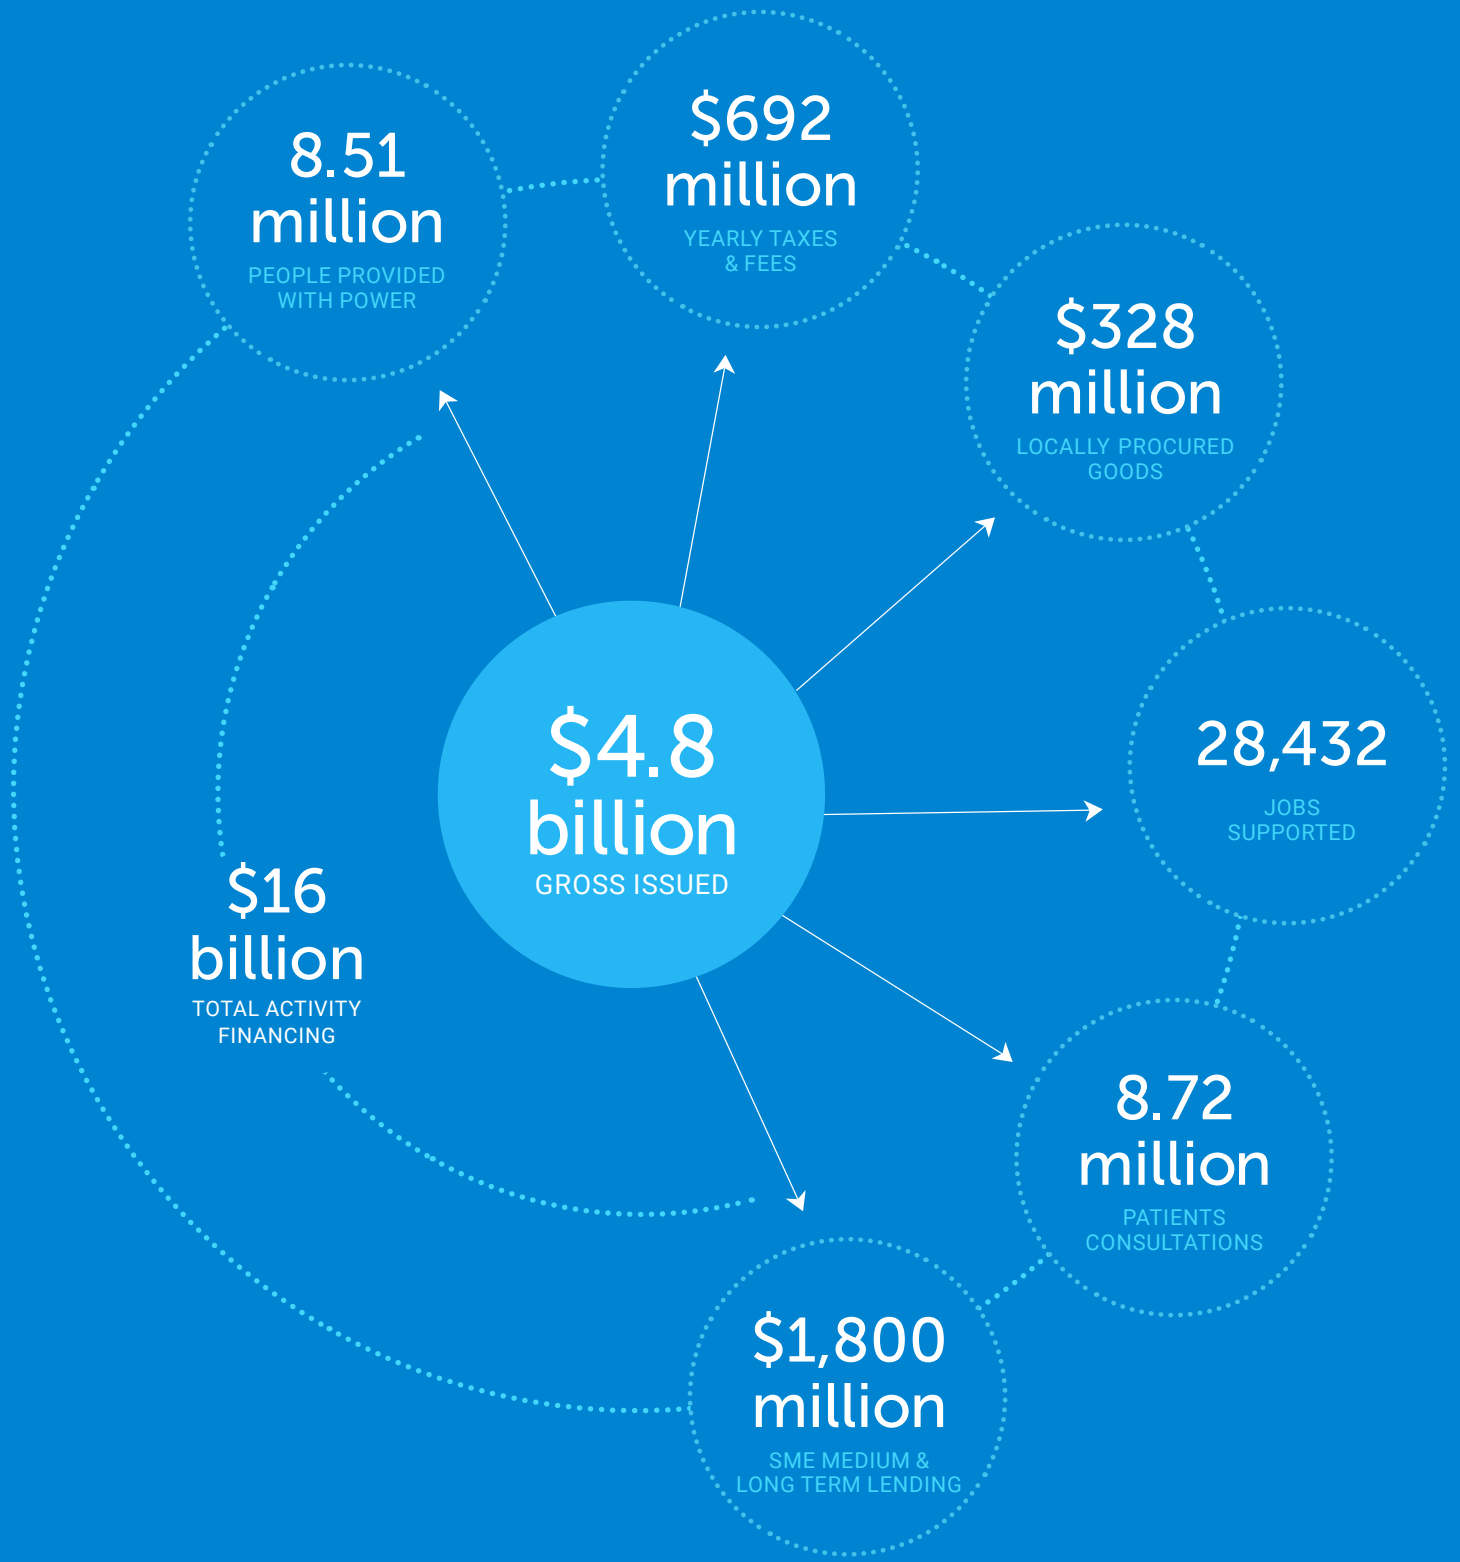 8.51
million
PEOPLE PROVIDED
WITH POWER
$692
million
YEARLY TAXES
& FEES
$328
million
LOCALLY PROCURED
GOODS
28,432
JOBS
SUPPORTED
8.72
million
PATIENTS
CONSULTATIONS
$1,800
million
SME MEDIUM &
LONG TERM LENDING
$4.8
billion
GROSS ISSUED
$16
billion
TOTAL ACTIVITY
FINANCING